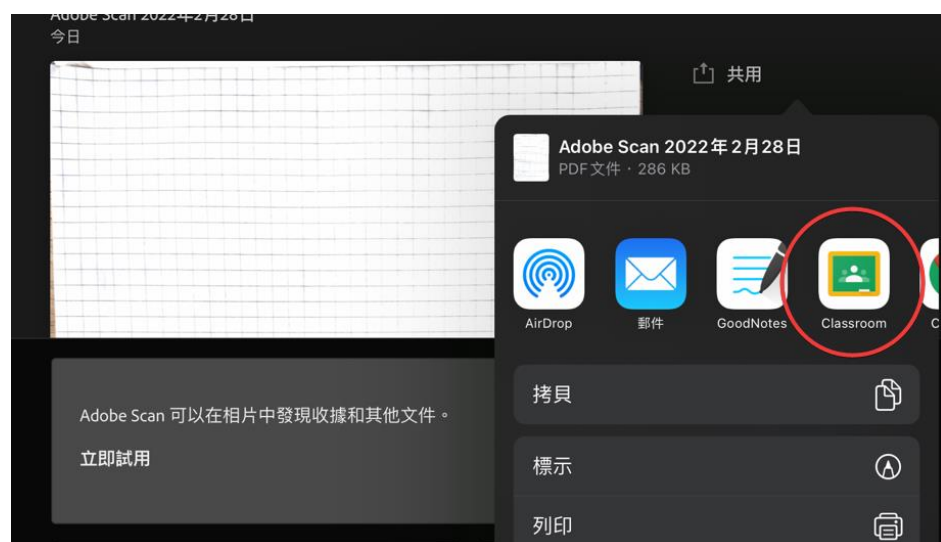 Adobe Scan 2022年2月28日
今日
共用
Adobe Scan 2022年2月28日
PDF文件 · 286 KB
AirDrop
郵件
GoodNotes
Classroom
拷貝
標示
列印
Adobe Scan 可以在相片中發現收據和其他文件。
立即試用